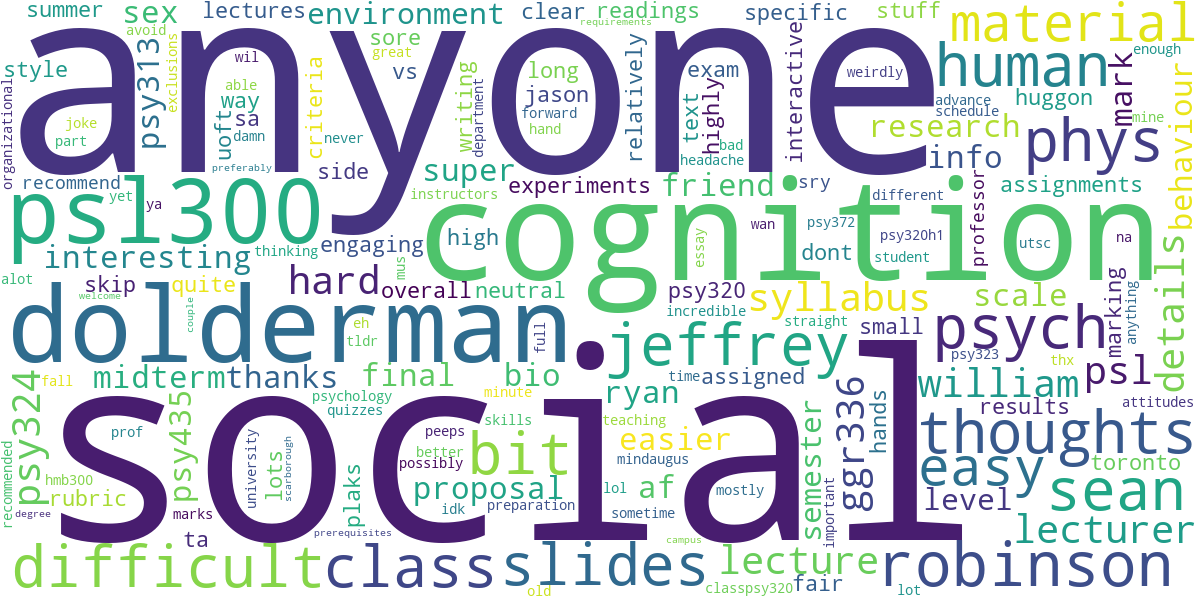 summer
sex
lectures
environment
clear
readings
specific
stuff
material
avoid
requirements
anyone
human
enough
technology
style
psy313
exclusions
wil
able
way
sa
uoft
joke
part
damn
never
preferably
criteria
vs
sore
great
long
jason
forward
hand
writing
department
relatively
exam
text
highly
bad
headache
interactive
weirdly
advance
schedule
huggon
mark
mine
behaviour
research
phys
info
organizational
recommend
yet
ya
side
super
experiments
instructors
friend
sry
different
professor
assignments
psl300
cognition
thinking
engaging
high
essay
wan
psy372
psy320h1
student
dont
utsc
na
interesting
alot
skip
welcome
quite
couple
hard
mus
overall
neutral
psy320
incredible
syllabus
straight
scale
marking
anything
details
dolderman
eh
tldr
full
jeffrey
small
psych
psy323
thx
psl
fall
midterm
thanks
final
bio
ryan
time
assigned
william
results
attitudes
psy324
psy435
psychology
quizzes
minute
skills
teaching
easier
semester
ggr336
hands
thoughts
social
prof
university
scarborough
lots
peeps
better
possibly
bit
mindaugus
easy
toronto
recommended
hmb300
rubric
degree
plaks
proposal
idk
preparation
lol
af
sometime
mostly
important
level
sean
marks
ta
prerequisites
campus
lecturer
difficult
class
slides
old
lecture
classpsy320
fair
robinson
lot